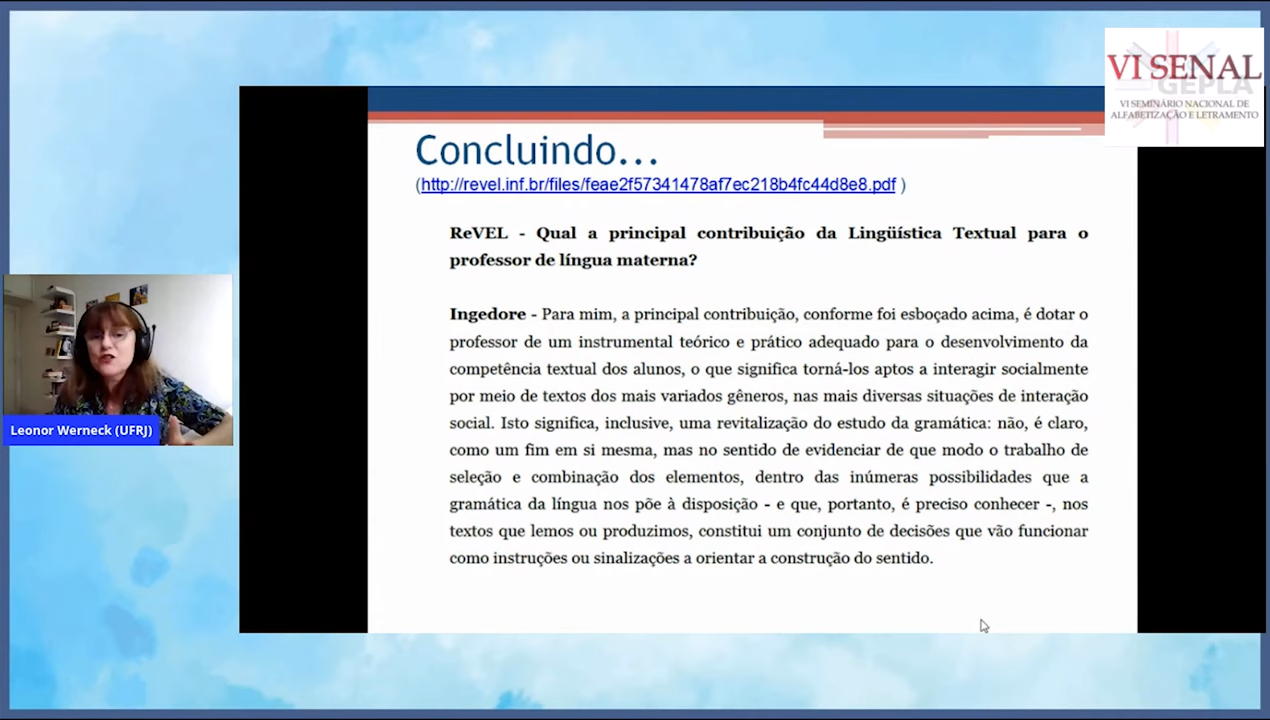 VI SENAL
GEPLA
VI SEMINÁRIO NACIONAL DE
ALFABETIZAÇÃO E LETRAMENTO
Concluindo...
(http://revel.inf.br/files/feae2f57341478af7ec218b4fc44d8e8.pdf )
ReVEL - Qual a principal contribuição da Lingüística Textual para o
professor de língua materna?
Ingedore - Para mim, a principal contribuição, conforme foi esboçado acima, é dotar o
professor de um instrumental teórico e prático adequado para o desenvolvimento da
competência textual dos alunos, o que significa torná-los aptos a interagir socialmente
por meio de textos dos mais variados gêneros, nas mais diversas situações de interação
social. Isto significa, inclusive, uma revitalização do estudo da gramática: não, é claro,
como um fim em si mesma, mas no sentido de evidenciar de que modo o trabalho de
seleção e combinação dos elementos, dentro das inúmeras possibilidades que a
gramática da língua nos põe à disposição - e que, portanto, é preciso conhecer -, nos
textos que lemos ou produzimos, constitui um conjunto de decisões que vão funcionar
como instruções ou sinalizações a orientar a construção do sentido.
Leonor Werneck (UFRJ)